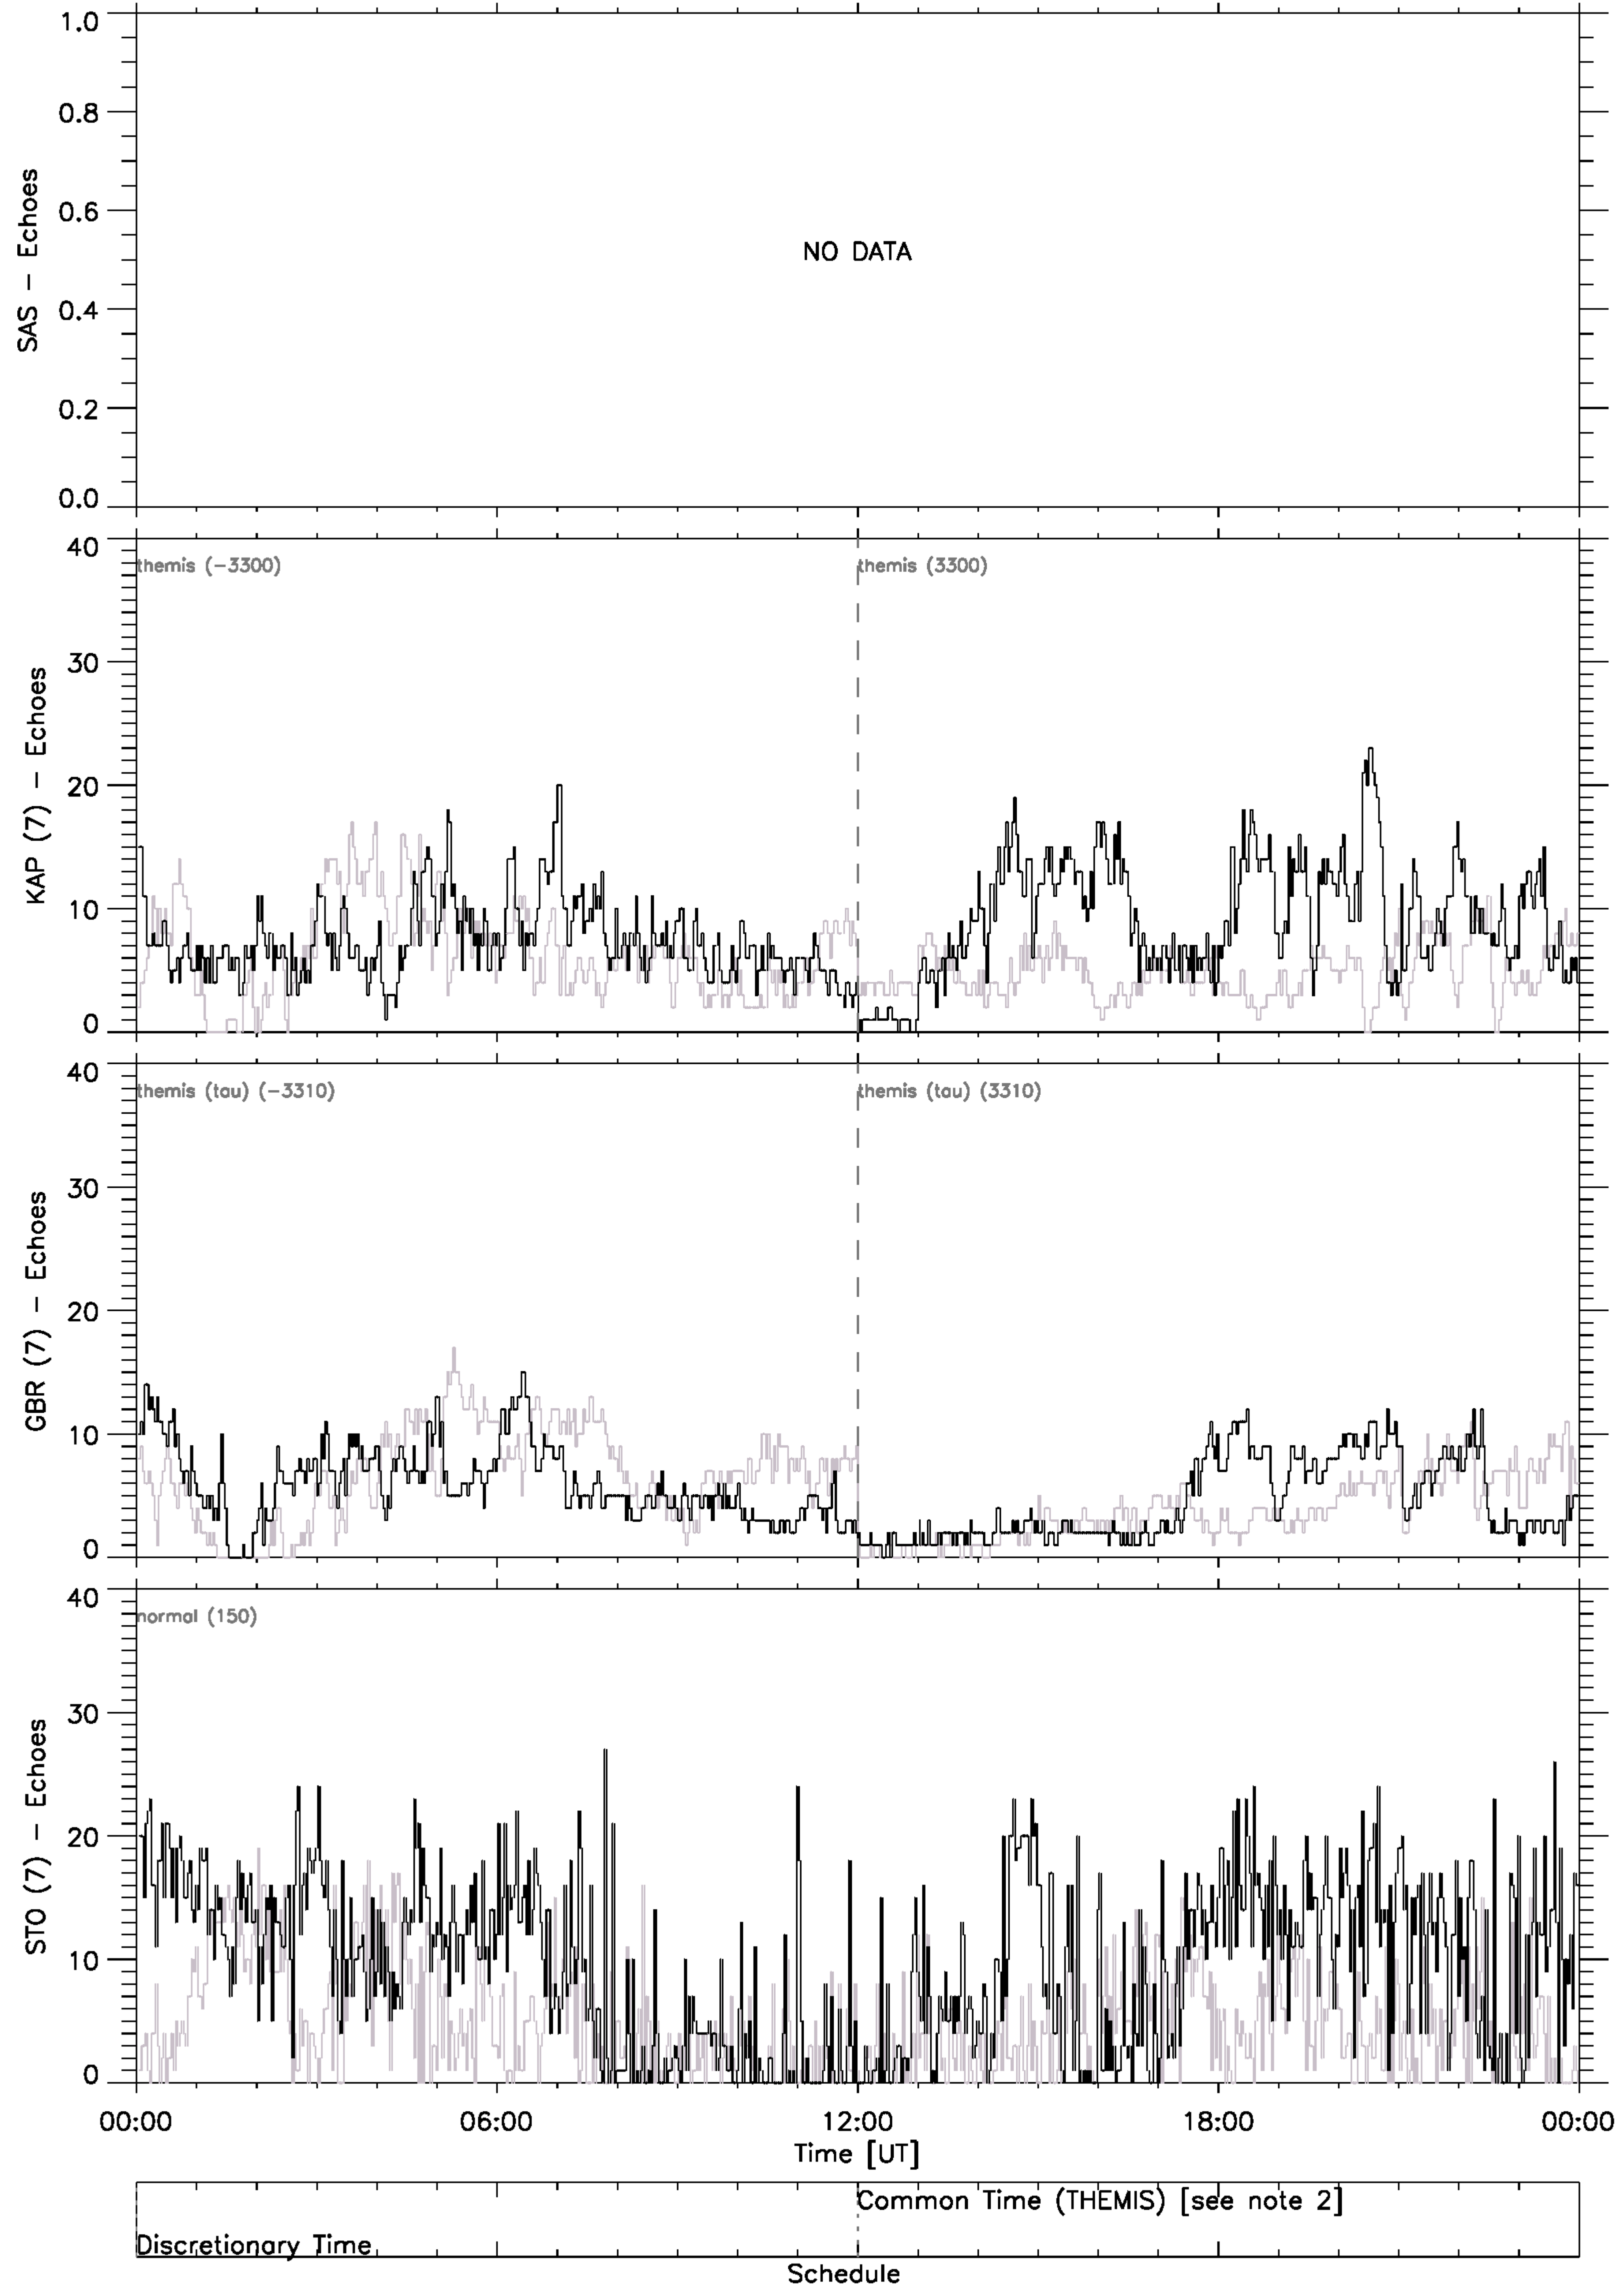 1.0
0.8
0.6
0.4
0.2
0.0
SAS – Echoes
NO DATA
40
30
20
10
0
KAP (7) – Echoes
themis (−3300)
themis (3300)
40
30
20
10
0
GBR (7) – Echoes
themis (tau) (−3310)
themis (tau) (3310)
40
30
20
10
0
STO (7) – Echoes
normal (150)
00:00 06:00 12:00 18:00 00:00
Time [UT]
Common Time (THEMIS) [see note 2]
Discretionary Time
Schedule